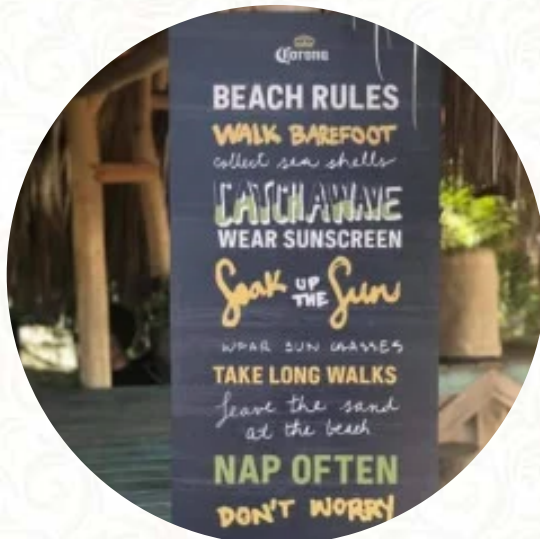 Corona
BEACH RULES
WALK BAREFOOT
collect sea shells
CATCH A WAVE
WEAR SUNSCREEN
Soak UP THE Sun
WEAR SUN GLASSES
TAKE LONG WALKS
leave the sand
at the beach
NAP OFTEN
DON'T WORRY